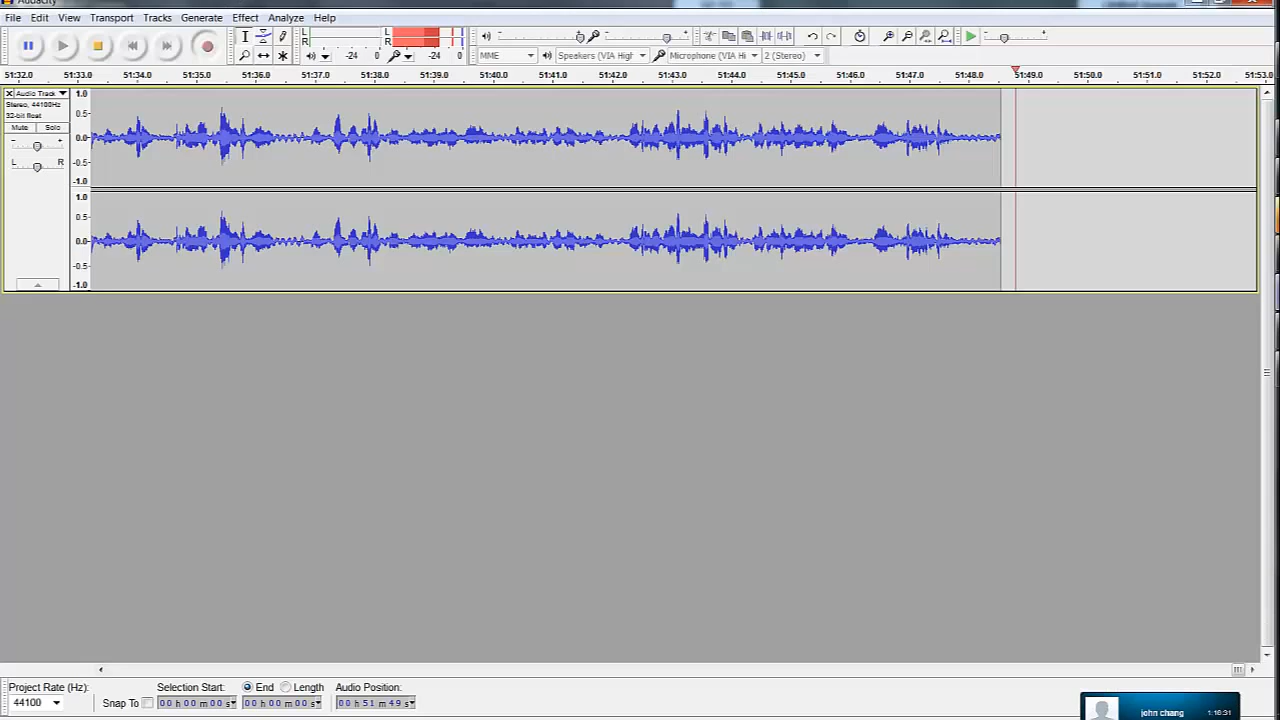 Audacity
File Edit View Transport Tracks Generate Effect Analyze Help
L L
R R -24 0 -24 0
MME Speakers (VIA High Microphone (VIA Hi 2 (Stereo)
51:32.0 51:33.0 51:34.0 51:35.0 51:36.0 51:37.0 51:38.0 51:39.0 51:40.0 51:41.0 51:42.0 51:43.0 51:44.0 51:45.0 51:46.0 51:47.0 51:48.0 51:49.0 51:50.0 51:51.0 51:52.0 51:53.0
Audio Track 1.0
Stereo, 44100Hz
32-bit float 0.5
Mute Solo
- + 0.0
L R -0.5
-1.0
1.0
0.5
0.0
-0.5
-1.0
Project Rate (Hz): Selection Start: End Length Audio Position:
44100 Snap To 00 h 00 m 00 s 00 h 00 m 00 s 00 h 51 m 49 s
john chang 1:16:31